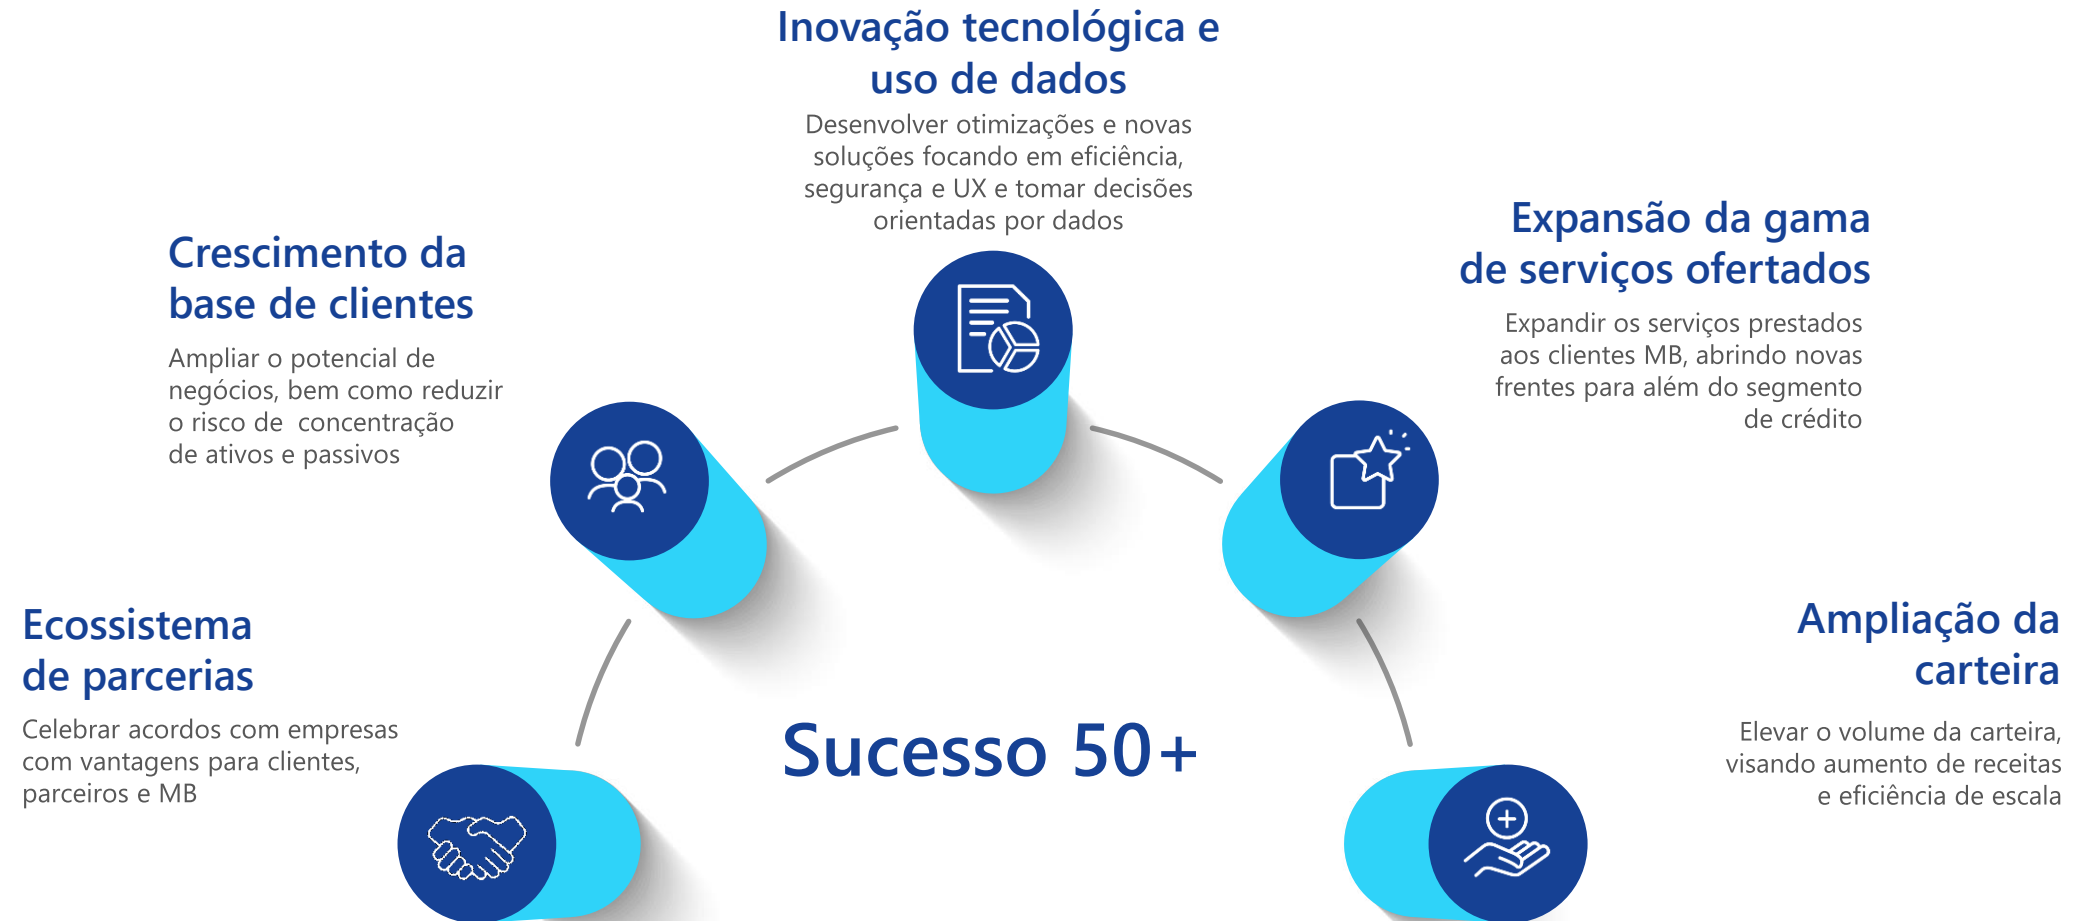 Inovação tecnológica e
uso de dados
Desenvolver otimizações e novas
soluções focando em eficiência,
segurança e UX e tomar decisões
orientadas por dados
Crescimento da
base de clientes
Ampliar o potencial de
negócios, bem como reduzir
o risco de  concentração
de ativos e passivos
Expansão da gama
de serviços ofertados
Expandir os serviços prestados
aos clientes MB, abrindo novas
frentes para além do segmento
de crédito
Ecossistema
de parcerias
Celebrar acordos com empresas
com vantagens para clientes,
parceiros e MB
Sucesso 50+
Ampliação da
carteira
Elevar o volume da carteira,
visando aumento de receitas
e eficiência de escala